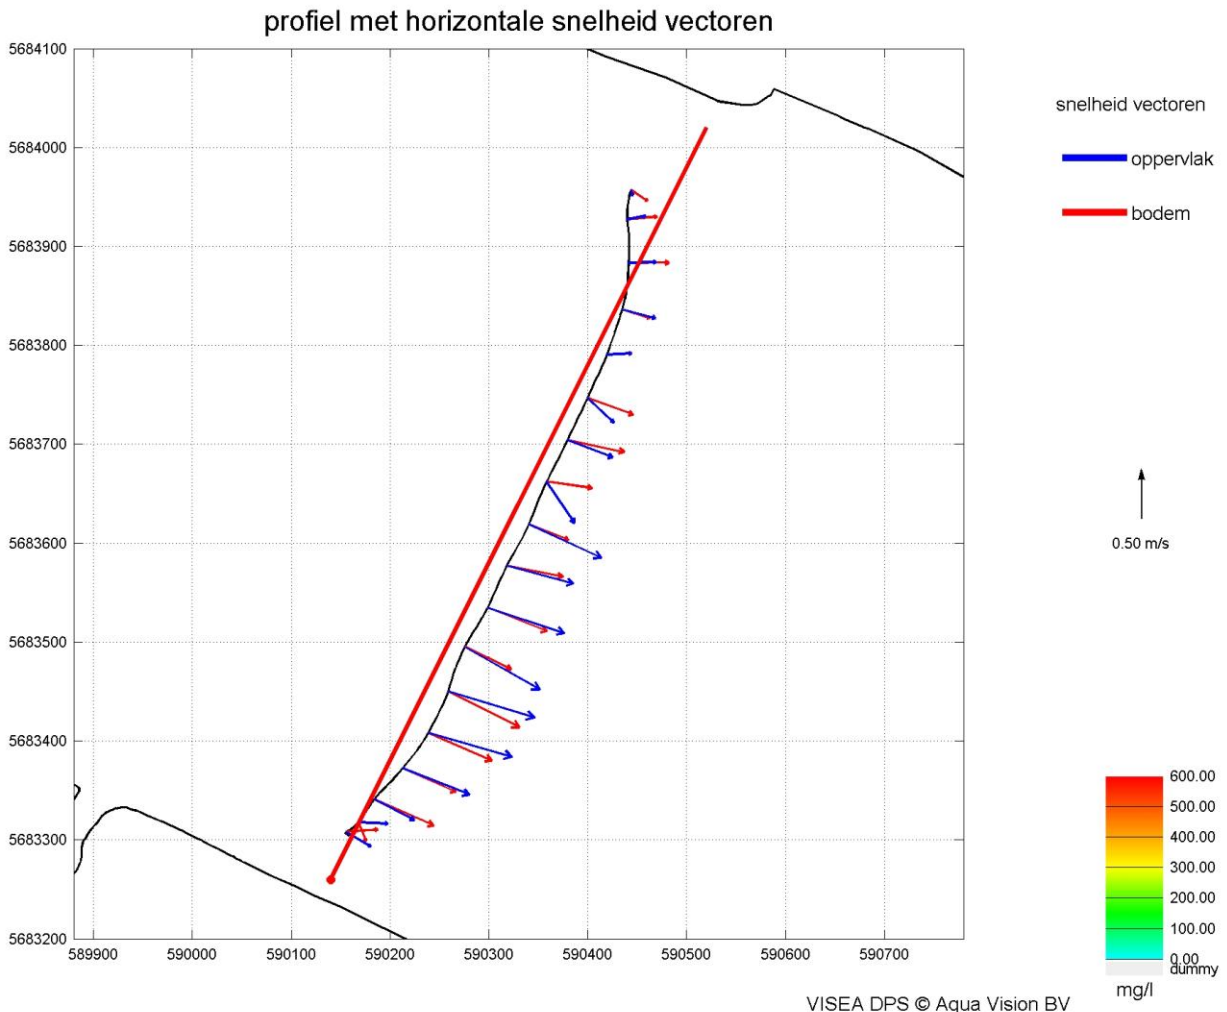 profiel met horizontale snelheid vectoren
5684100
5684000
5683900
5683800
5683700
5683600
5683500
5683400
5683300
5683200
589900 590000 590100 590200 590300 590400 590500 590600 590700
snelheid vectoren
oppervlak
bodem
0.50 m/s
600.00
500.00
400.00
300.00
200.00
100.00
0.00
dummy
mg/l
VISEA DPS © Aqua Vision BV